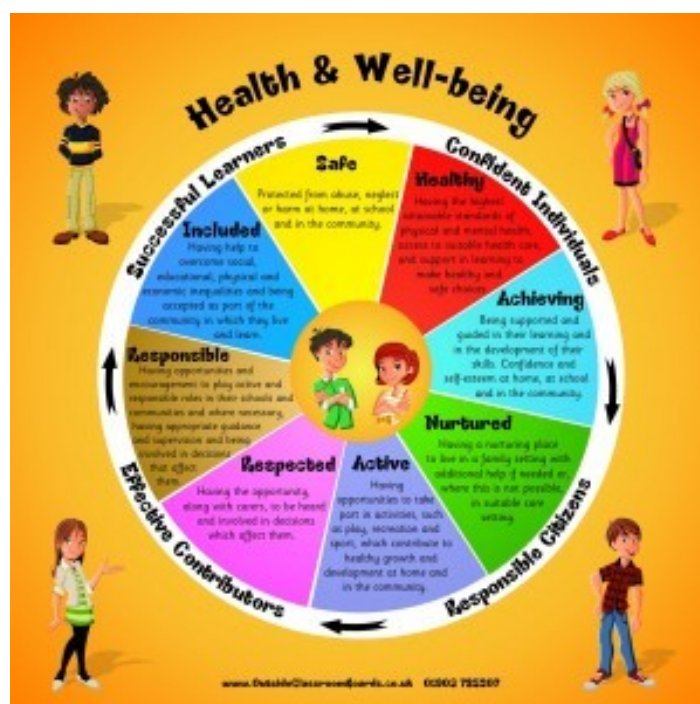 Health & Well-being
Successful Learners
Confident Individuals
Safe
Protected from abuse, neglect
or harm at home, at school
and in the community.
Healthy
Having the highest
attainable standards of
physical and mental health,
access to suitable health care,
and support in learning to
make healthy and
safe choices.
Achieving
Being supported and
guided in their learning and
in the development of their
skills. Confidence and
self-esteem at home, at school
and in the community.
Nurtured
Having a nurturing place
to live in a family setting with
additional help if needed or,
where this is not possible,
in suitable care
setting.
Active
Having
opportunities to take
part in activities, such
as play, recreation and
sport, which contribute to
healthy growth and
development at home and
in the community.
Respected
Having the opportunity,
along with carers, to be heard
and involved in decisions
which affect them.
Responsible
Having opportunities and
encouragement to play active and
responsible roles in their schools and
communities and where necessary,
having appropriate guidance
and supervision and being
involved in decisions
that affect
them.
Included
Having help to
overcome social,
educational, physical and
economic inequalities and being
accepted as part of the
community in which they live
and learn.
Effective Contributors
Responsible Citizens
www.OutsideClassroomBoards.co.uk